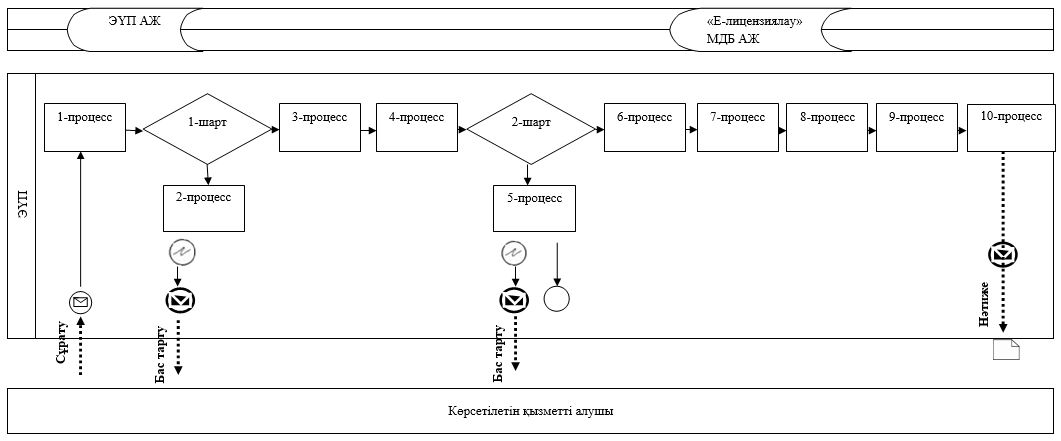 ЭҮП АЖ
«Е-лицензиялау»
МДБ АЖ
1-процесс
1-шарт
3-процесс
4-процесс
2-шарт
6-процесс
7-процесс
8-процесс
9-процесс
10-процесс
2-процесс
5-процесс
ЭҮП
Сұрату
Бас тарту
Бас тарту
Нәтиже
Көрсетілетін қызметті алушы